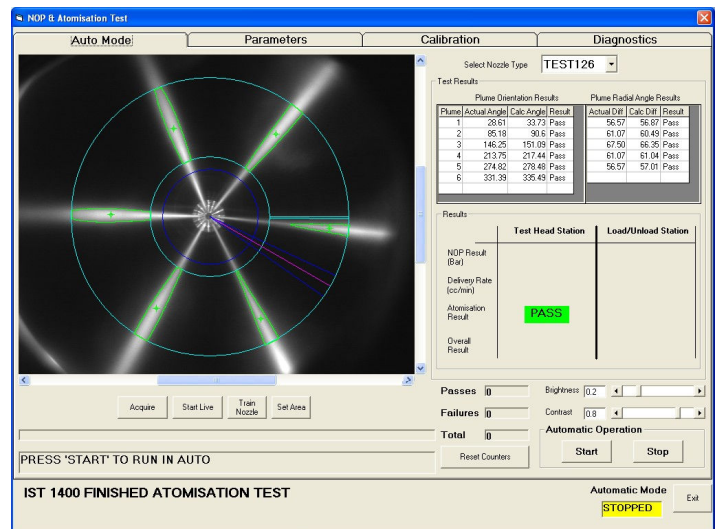 NOP & Atomisation Test
Auto Mode Parameters Calibration Diagnostics
Select Nozzle Type TEST126
Test Results
Plume Orientation Results Plume Radial Angle Results
Plume Actual Angle Calc Angle Result Actual Diff Calc Diff Result
1 28.61 33.73 Pass 56.57 56.87 Pass
2 85.18 90.6 Pass 61.07 60.49 Pass
3 146.25 151.09 Pass 67.50 66.35 Pass
4 213.75 217.44 Pass 61.07 61.04 Pass
5 274.82 278.48 Pass 56.57 57.01 Pass
6 331.39 335.49 Pass
Results
Test Head Station Load/Unload Station
NOP Result
(Bar)
Delivery Rate
(cc/min)
Atomisation
Result
PASS
Overall
Result
Acquire Start Live Train
Nozzle Set Area
Passes 0 Brightness 0.2
Failures 0 Contrast 0.8
Total 0 Automatic Operation
Reset Counters Start Stop
PRESS 'START' TO RUN IN AUTO
IST 1400 FINISHED ATOMISATION TEST
Automatic Mode
STOPPED
Exit